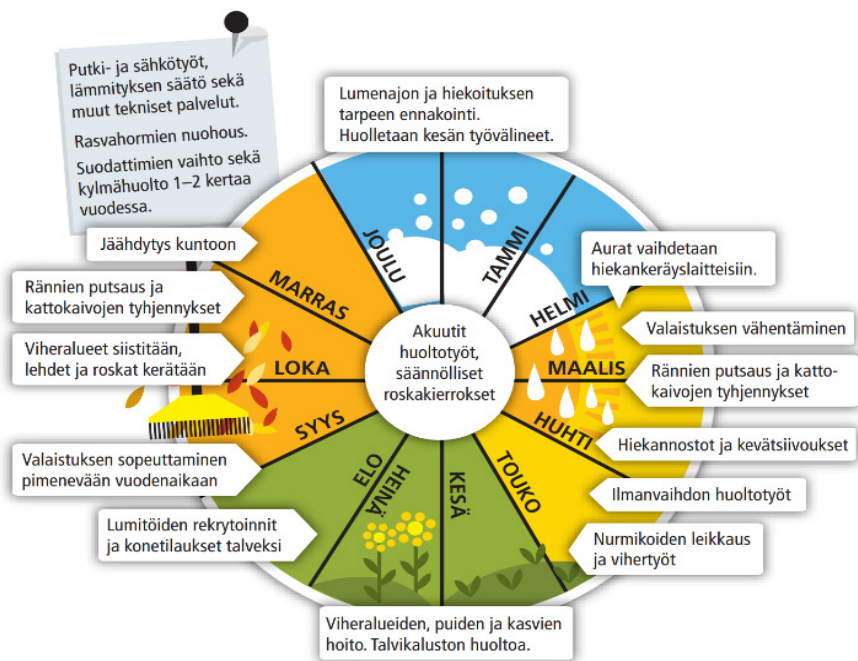 Putki- ja sähkötyöt,
lämmityksen säätö sekä
muut tekniset palvelut.
Rasvahormien nuohous.
Suodattimien vaihto sekä
kylmähuolto 1–2 kertaa
vuodessa.
Lumenajon ja hiekoituksen
tarpeen ennakointi.
Huolletaan kesän työvälineet.
Jäähdytys kuntoon
Rännien putsaus ja
kattokaivojen tyhjennykset
Viheralueet siistitään,
lehdet ja roskat kerätään
Valaistuksen sopeuttaminen
pimenevään vuodenaikaan
Lumitöiden rekrytoinnit
ja konetilaukset talveksi
Viheralueiden, puiden ja kasvien
hoito. Talvikaluston huoltoa.
Aurat vaihdetaan
hiekankeräyslaitteisiin.
Valaistuksen vähentäminen
Rännien putsaus ja katto-
kaivojen tyhjennykset
Hiekannostot ja kevätsiivoukset
Ilmanvaihdon huoltotyöt
Nurmikoiden leikkaus
ja vihertyöt
TAMMI
HELMI
MAALIS
HUHTI
TOUKO
KESÄ
HEINÄ
ELO
SYYS
LOKA
MARRAS
JOULU
Akuutit
huoltotyöt,
säännölliset
roskakierrokset